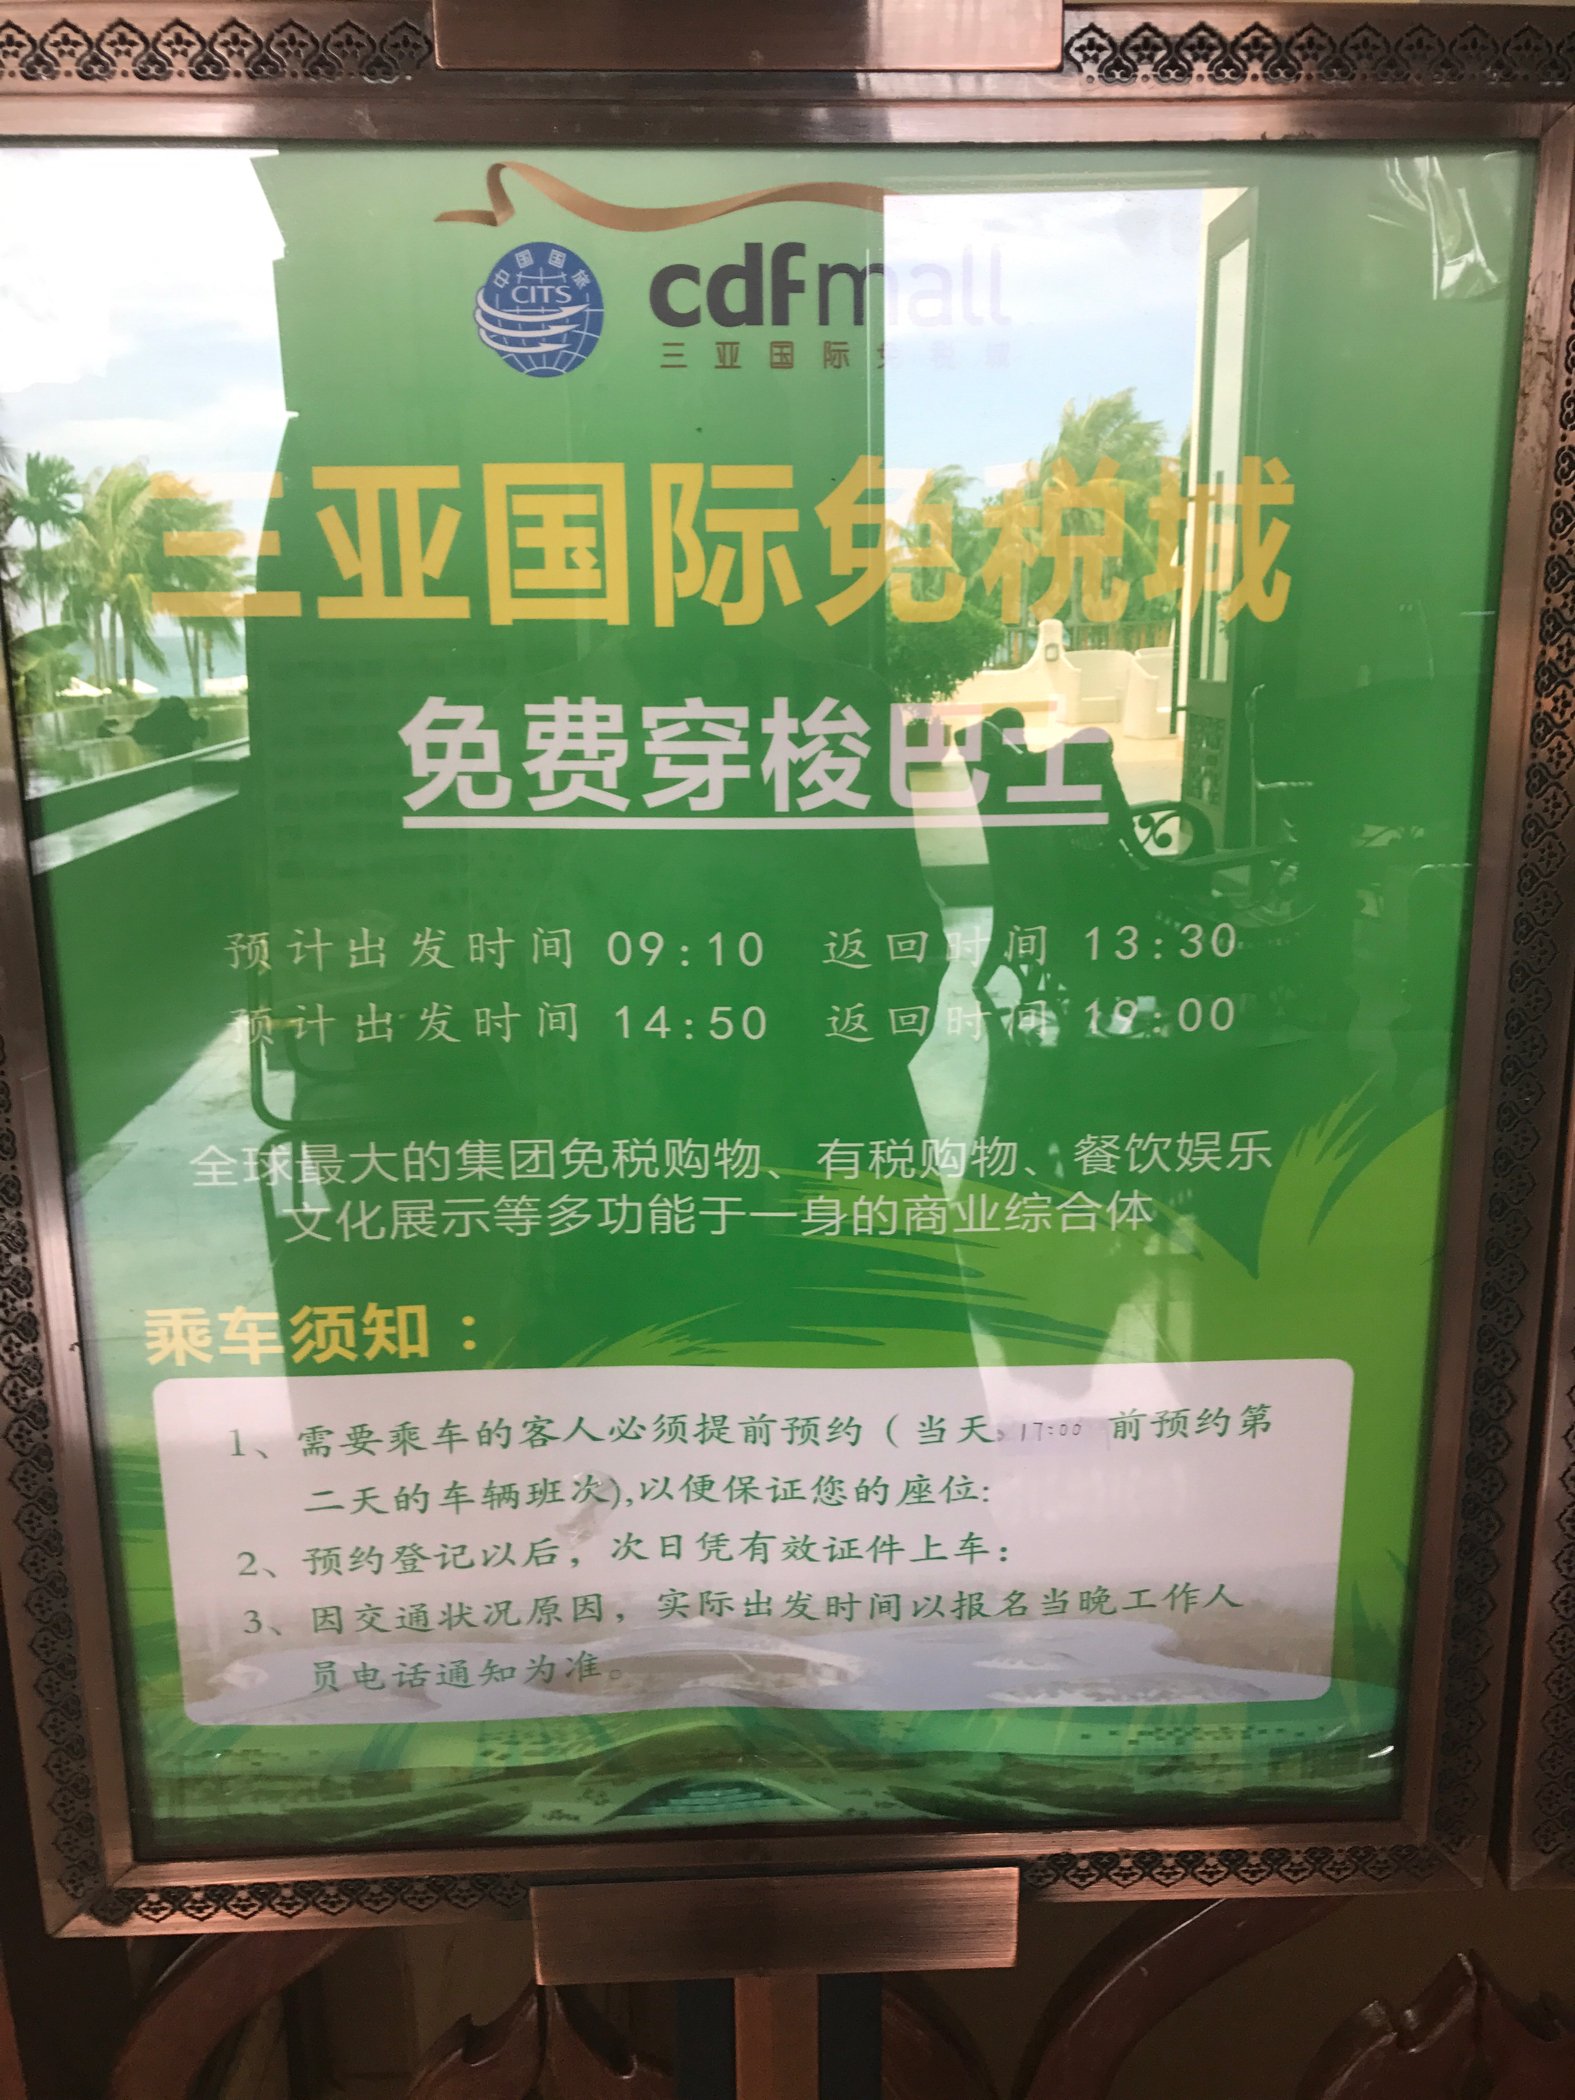 中国国旅
CITS
cdfmall
三亚国际免税城
三亚国际免税城
免费穿梭巴士
预计出发时间 09:10 返回时间 13:30
预计出发时间 14:50 返回时间 19:00
全球最大的集团免税购物、有税购物、餐饮娱乐
文化展示等多功能于一身的商业综合体
乘车须知：
1、需要乘车的客人必须提前预约（当天 17:00 前预约第
二天的车辆班次),以便保证您的座位:
2、预约登记以后，次日凭有效证件上车：
3、因交通状况原因，实际出发时间以报名当晚工作人
员电话通知为准。